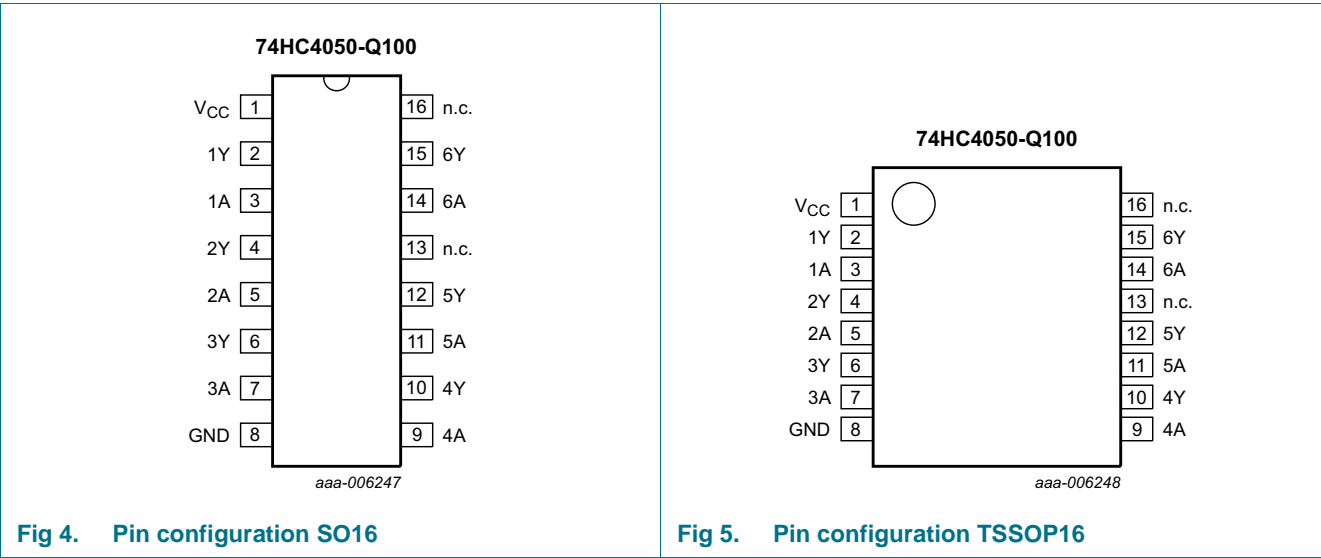 74HC4050-Q100
VCC 1
16 n.c.
1Y 2
15 6Y
1A 3
14 6A
2Y 4
13 n.c.
2A 5
12 5Y
3Y 6
11 5A
3A 7
10 4Y
GND 8
9 4A
aaa-006247
Fig 4. Pin configuration SO16
74HC4050-Q100
VCC 1
16 n.c.
1Y 2
15 6Y
1A 3
14 6A
2Y 4
13 n.c.
2A 5
12 5Y
3Y 6
11 5A
3A 7
10 4Y
GND 8
9 4A
aaa-006248
Fig 5. Pin configuration TSSOP16